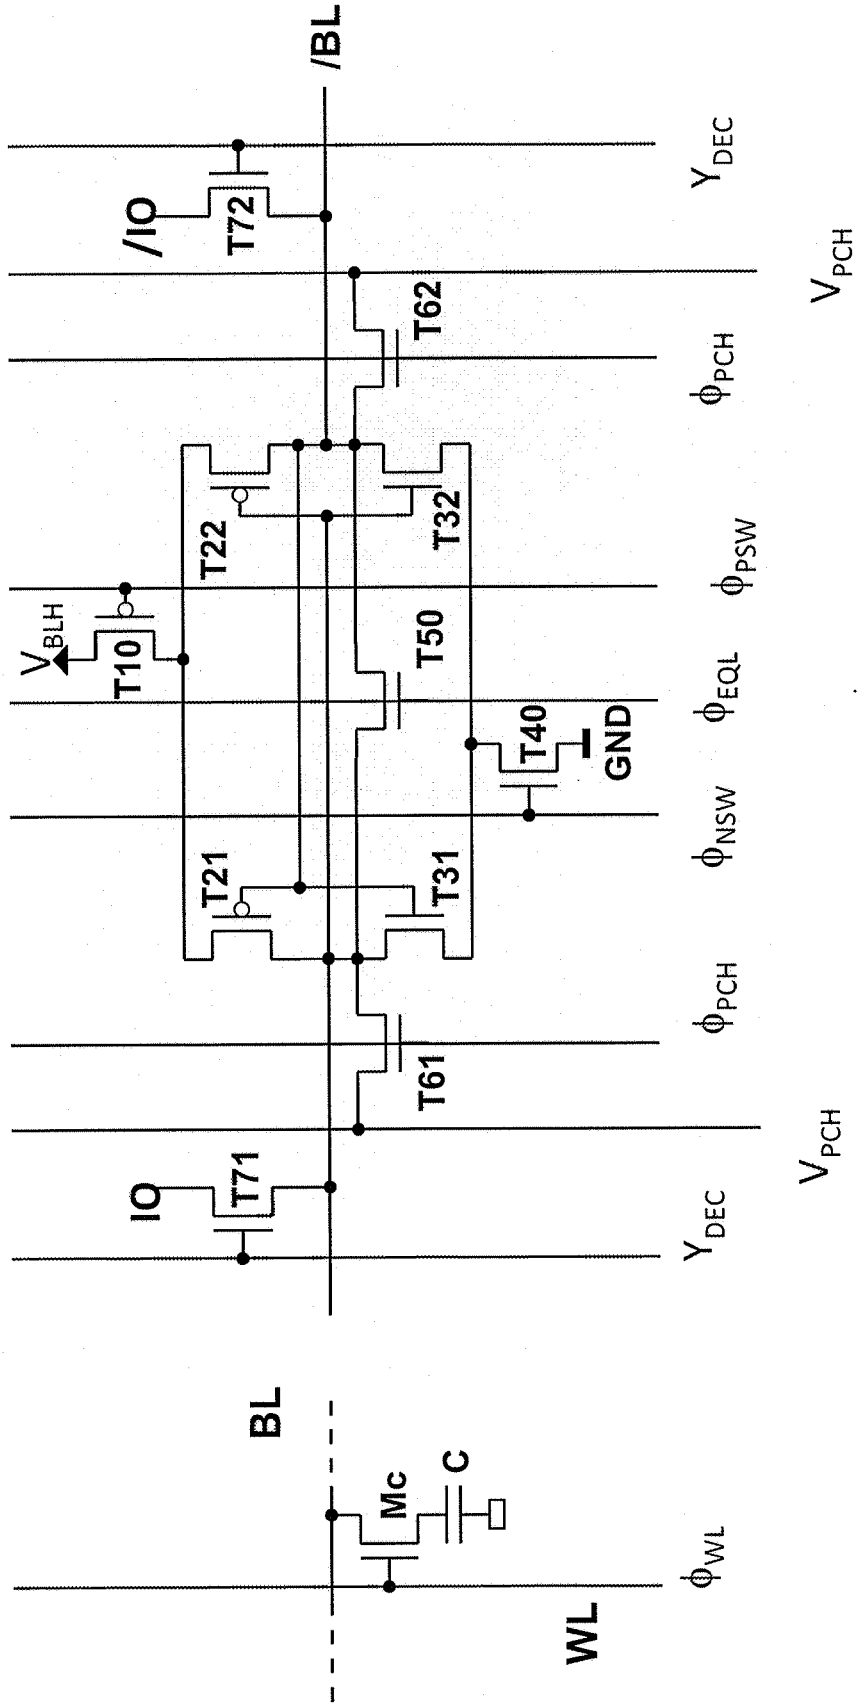 /BL
/IO
T72
Y_DEC
V_PCH
T62
ϕ_PCH
T22
T32
ϕ_PSW
V_BLH
T10
T50
ϕ_EQL
T40
GND
ϕ_NSW
T21
T31
ϕ_PCH
T61
V_PCH
IO
T71
Y_DEC
BL
Mc
C
ϕ_WL
WL